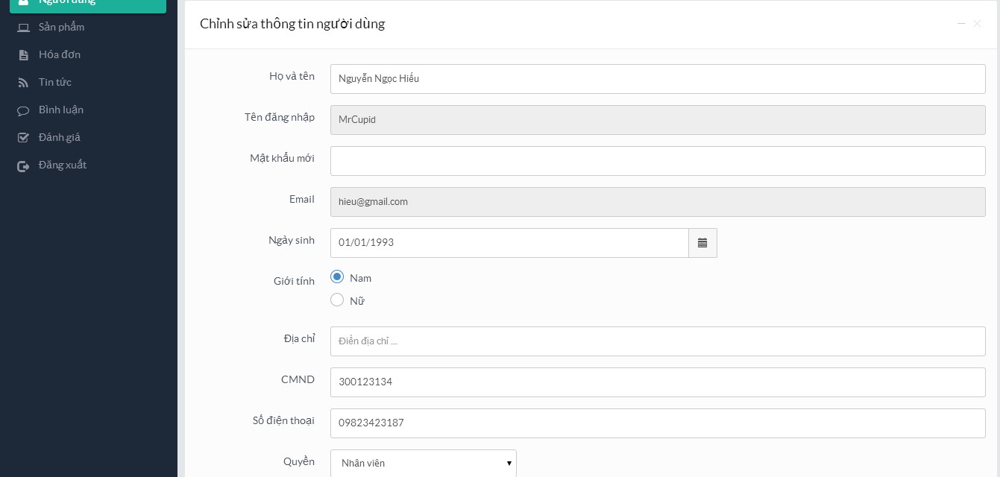 Người dùng
Sản phẩm
Hóa đơn
Tin tức
Bình luận
Đánh giá
Đăng xuất
Chỉnh sửa thông tin người dùng
Họ và tên
Nguyễn Ngọc Hiếu
Tên đăng nhập
MrCupid
Mật khẩu mới
Email
hieu@gmail.com
Ngày sinh
01/01/1993
Giới tính
Nam
Nữ
Địa chỉ
Điền địa chỉ ...
CMND
300123134
Số điện thoại
09823423187
Quyền
Nhân viên